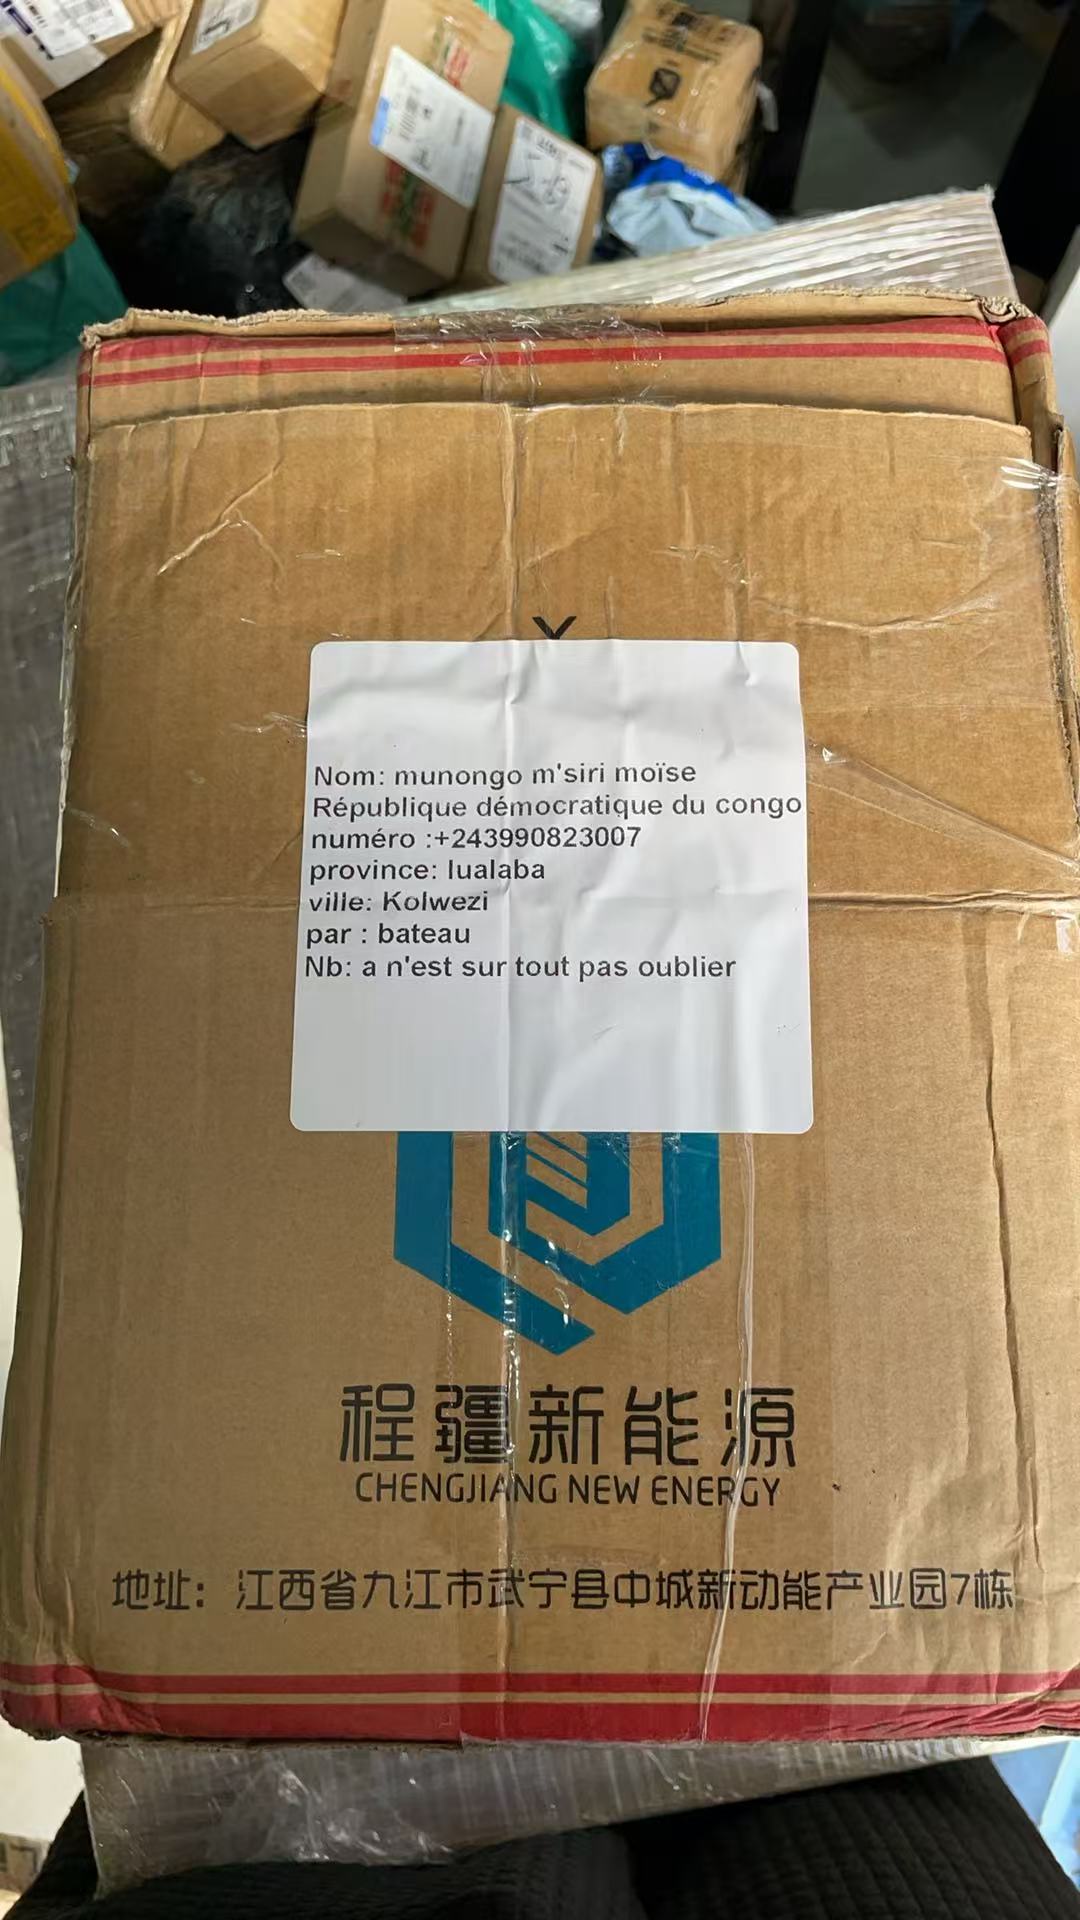 Nom: munongo m'siri moïse
République démocratique du congo
numéro :+243990823007
province: lualaba
ville: Kolwezi
par : bateau
Nb: a n'est sur tout pas oublier
程疆新能源
CHENGJIANG NEW ENERGY
地址：江西省九江市武宁县中城新动能产业园7栋